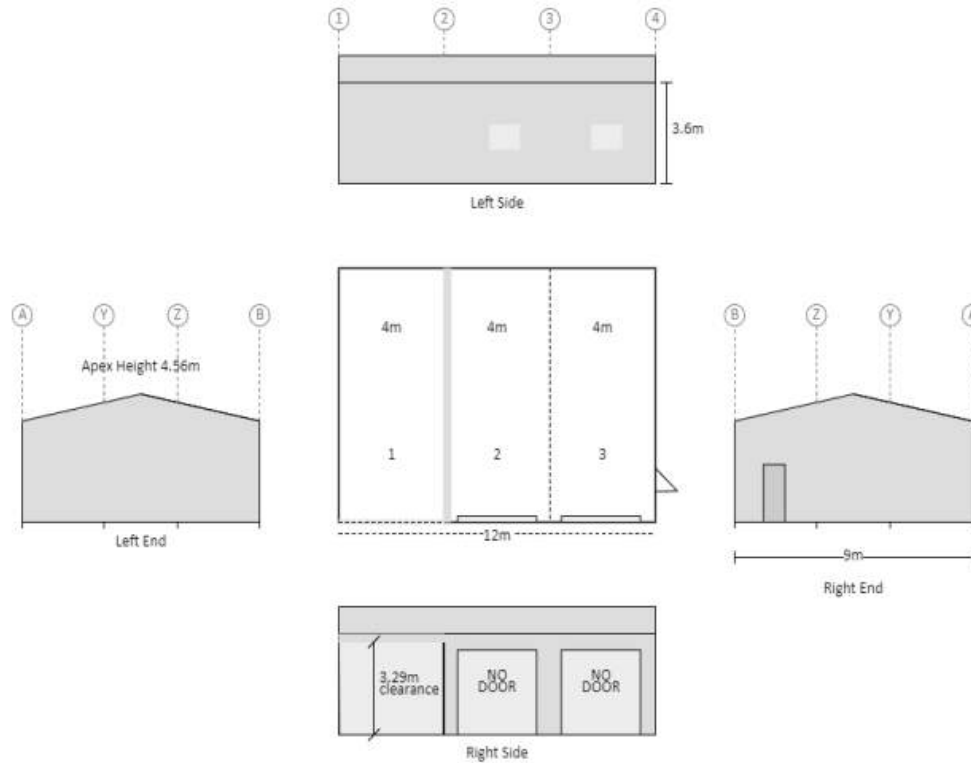 1 2 3 4
3.6m
Left Side
A Y Z B
Apex Height 4.56m
Left End
4m 4m 4m
1 2 3
12m
B Z Y A
9m
Right End
3.29m
clearance
NO
DOOR
NO
DOOR
Right Side